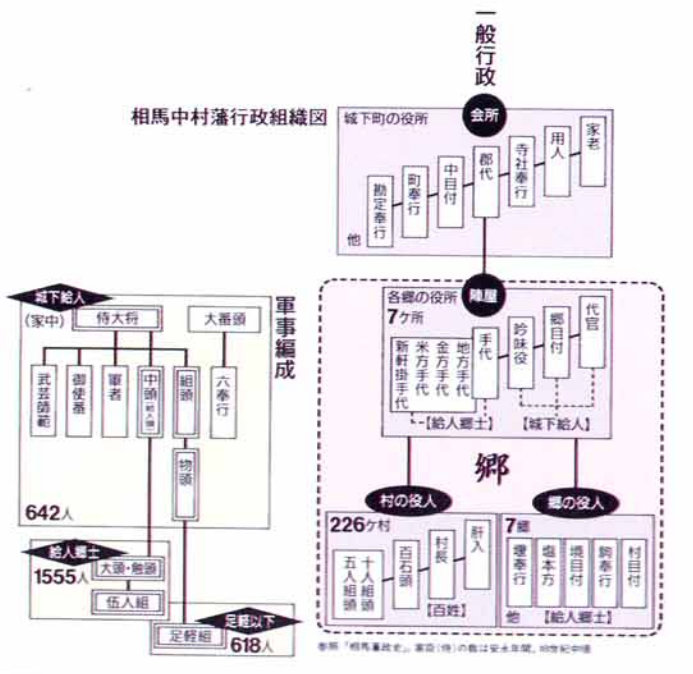 一般行政
相馬中村藩行政組織図
会所
城下町の役所
家老
用人
寺社奉行
郡代
中目付
町奉行
勘定奉行
他
陣屋
各郷の役所
7ケ所
代官
郷目付
吟味役
手代
地方手代
金方手代
米方手代
新軒掛手代
【給人郷士】
【城下給人】
郷
村の役人
226ケ村
肝入
村長
百石頭
十人組頭
五人組頭
【百姓】
郷の役人
7郷
村目付
駒奉行
境目付
塩本方
堰奉行
他
【給人郷士】
軍事編成
城下給人
(家中)
侍大将
大番頭
武芸師範
御使番
軍者
中頭
組頭
六奉行
物頭
642人
給人郷士
1555人
大頭・触頭
伍人組
足軽以下
足軽組
618人
参照「相馬藩政史」、家臣(侍)の数は安永年間、18世紀中頃